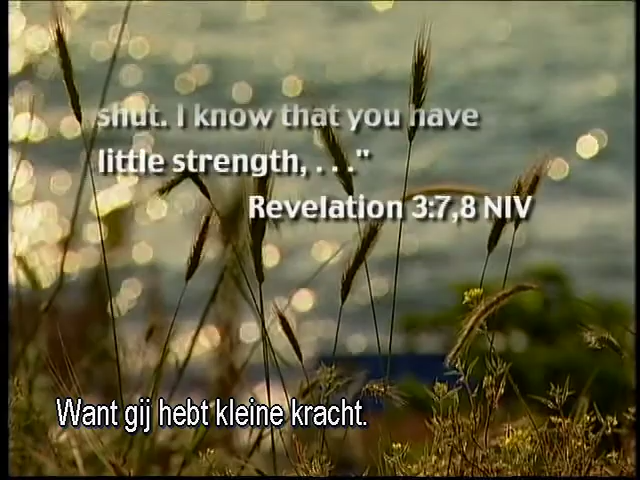 shut. I know that you have
little strength, . . ."
Revelation 3:7,8 NIV
Want gij hebt kleine kracht.